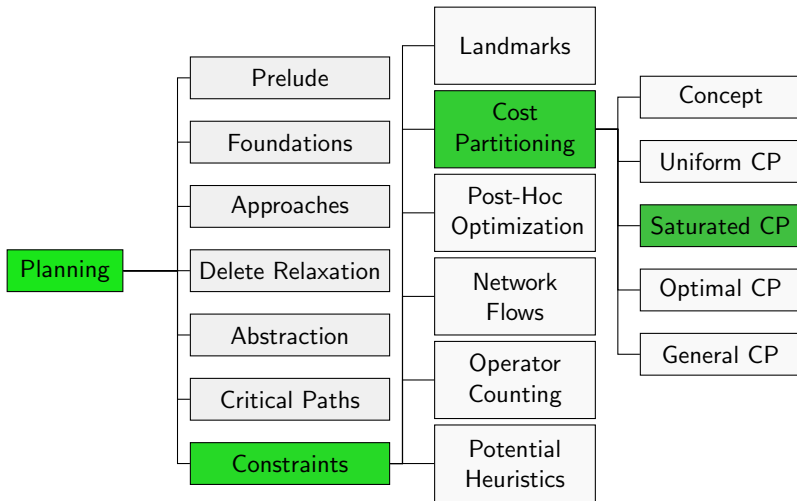 Planning
Prelude
Foundations
Approaches
Delete Relaxation
Abstraction
Critical Paths
Constraints
Landmarks
Cost
Partitioning
Post-Hoc
Optimization
Network
Flows
Operator
Counting
Potential
Heuristics
Concept
Uniform CP
Saturated CP
Optimal CP
General CP